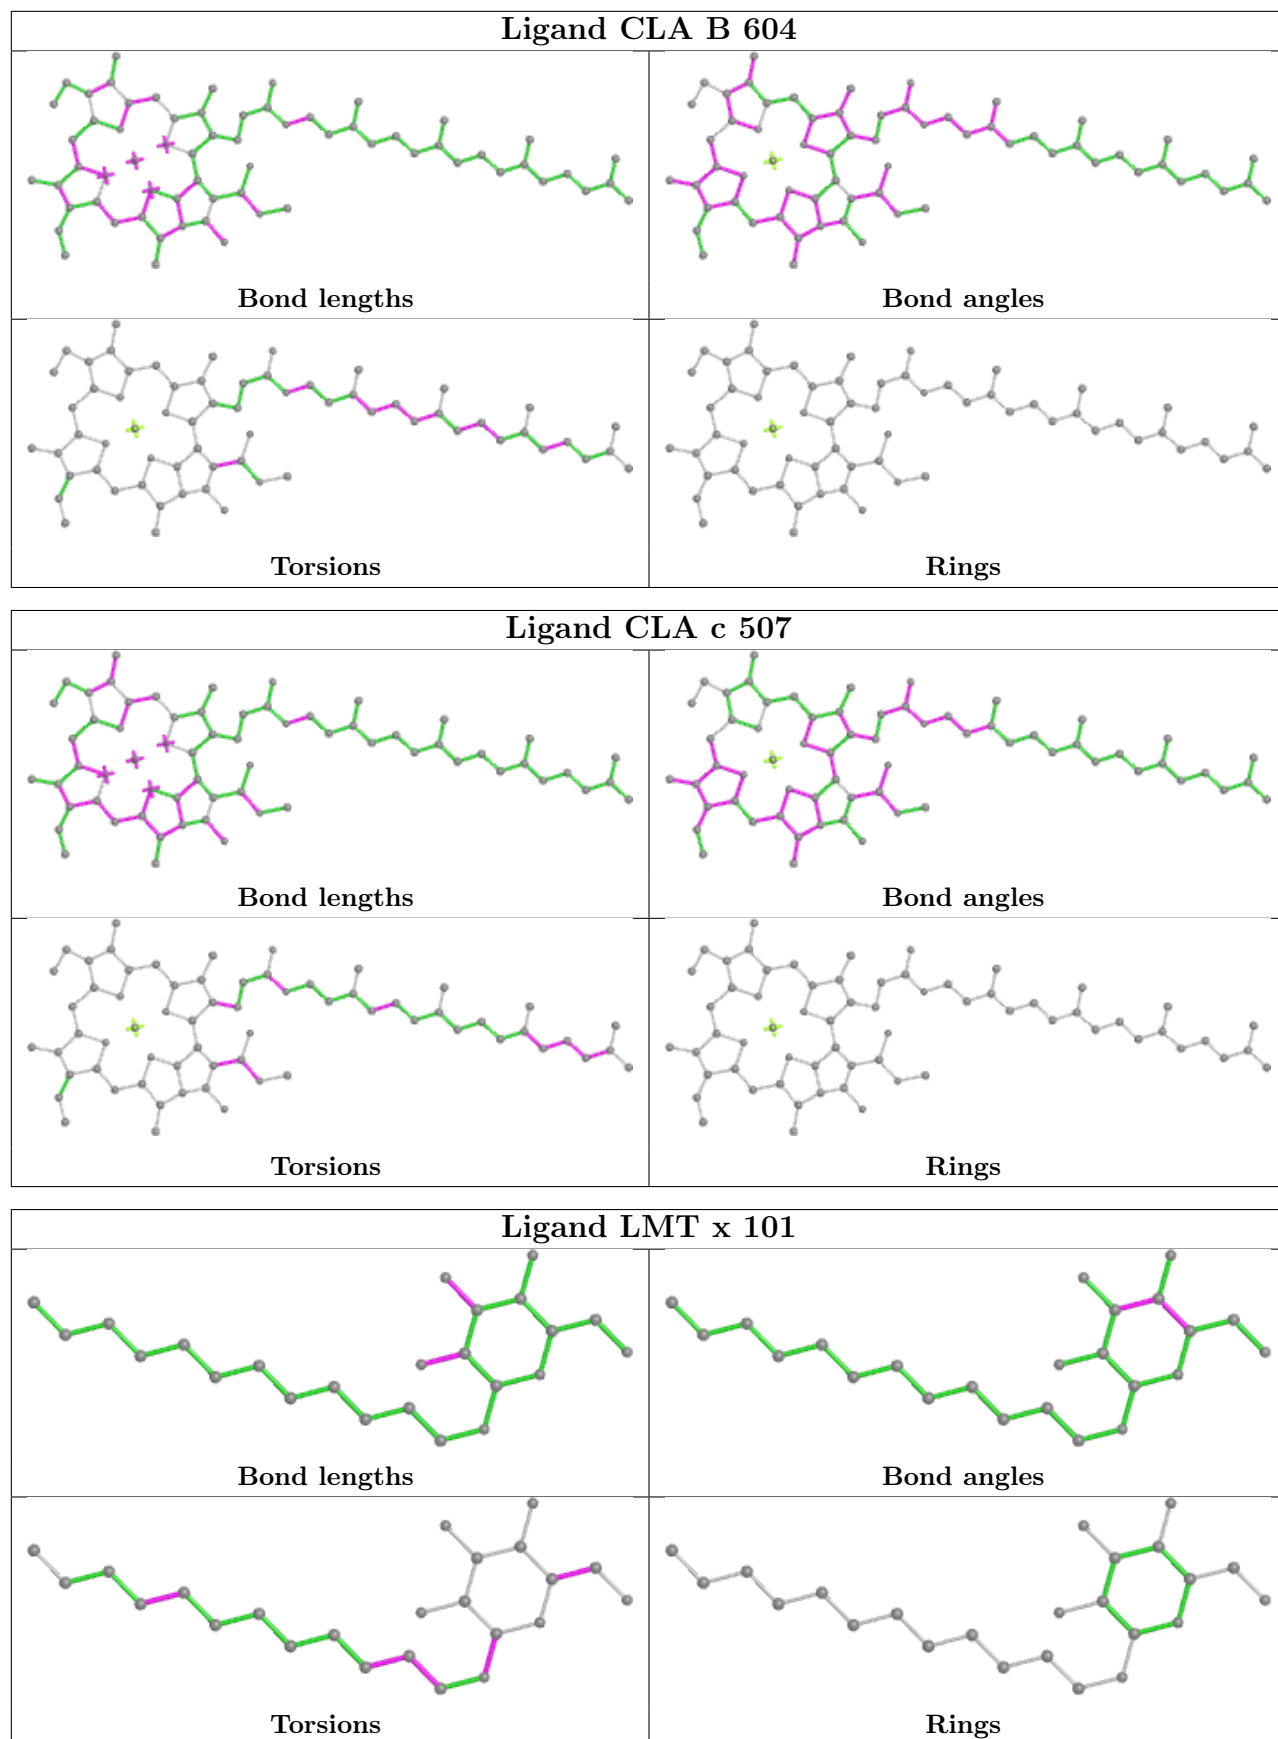 Ligand CLA B 604
Bond lengths
Bond angles
Torsions
Rings
Ligand CLA c 507
Bond lengths
Bond angles
Torsions
Rings
Ligand LMT x 101
Bond lengths
Bond angles
Torsions
Rings